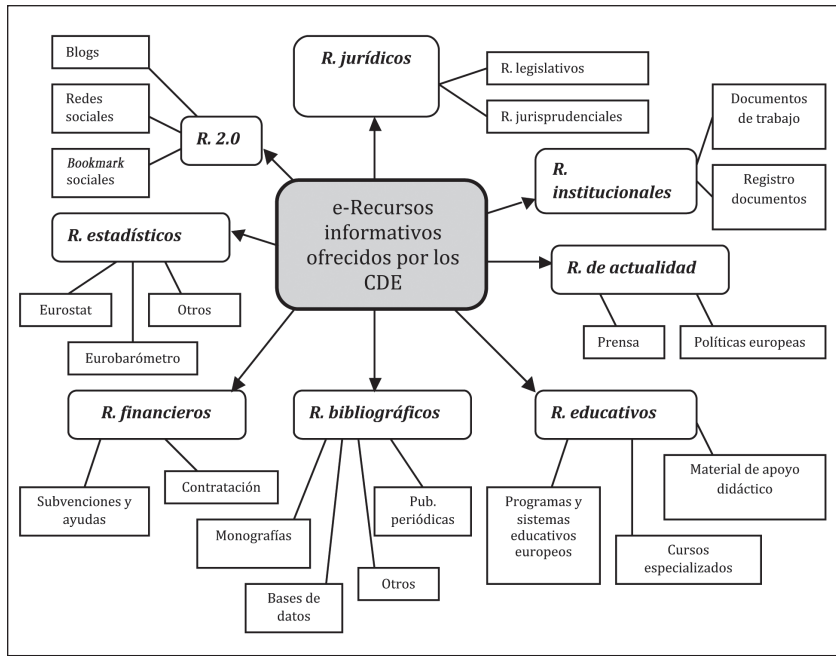 Blogs
Redes
sociales
Bookmark
sociales
R. 2.0
R. jurídicos
R. legislativos
R. jurisprudenciales
R.
institucionales
Documentos
de trabajo
Registro
documentos
e-Recursos
informativos
ofrecidos por los
CDE
R. estadísticos
Eurostat
Eurobarómetro
Otros
R. de actualidad
Prensa
Políticas europeas
R. financieros
Subvenciones y
ayudas
Contratación
R. bibliográficos
Monografías
Bases de
datos
Otros
Pub.
periódicas
R. educativos
Programas y
sistemas
educativos
europeos
Cursos
especializados
Material de apoyo
didáctico